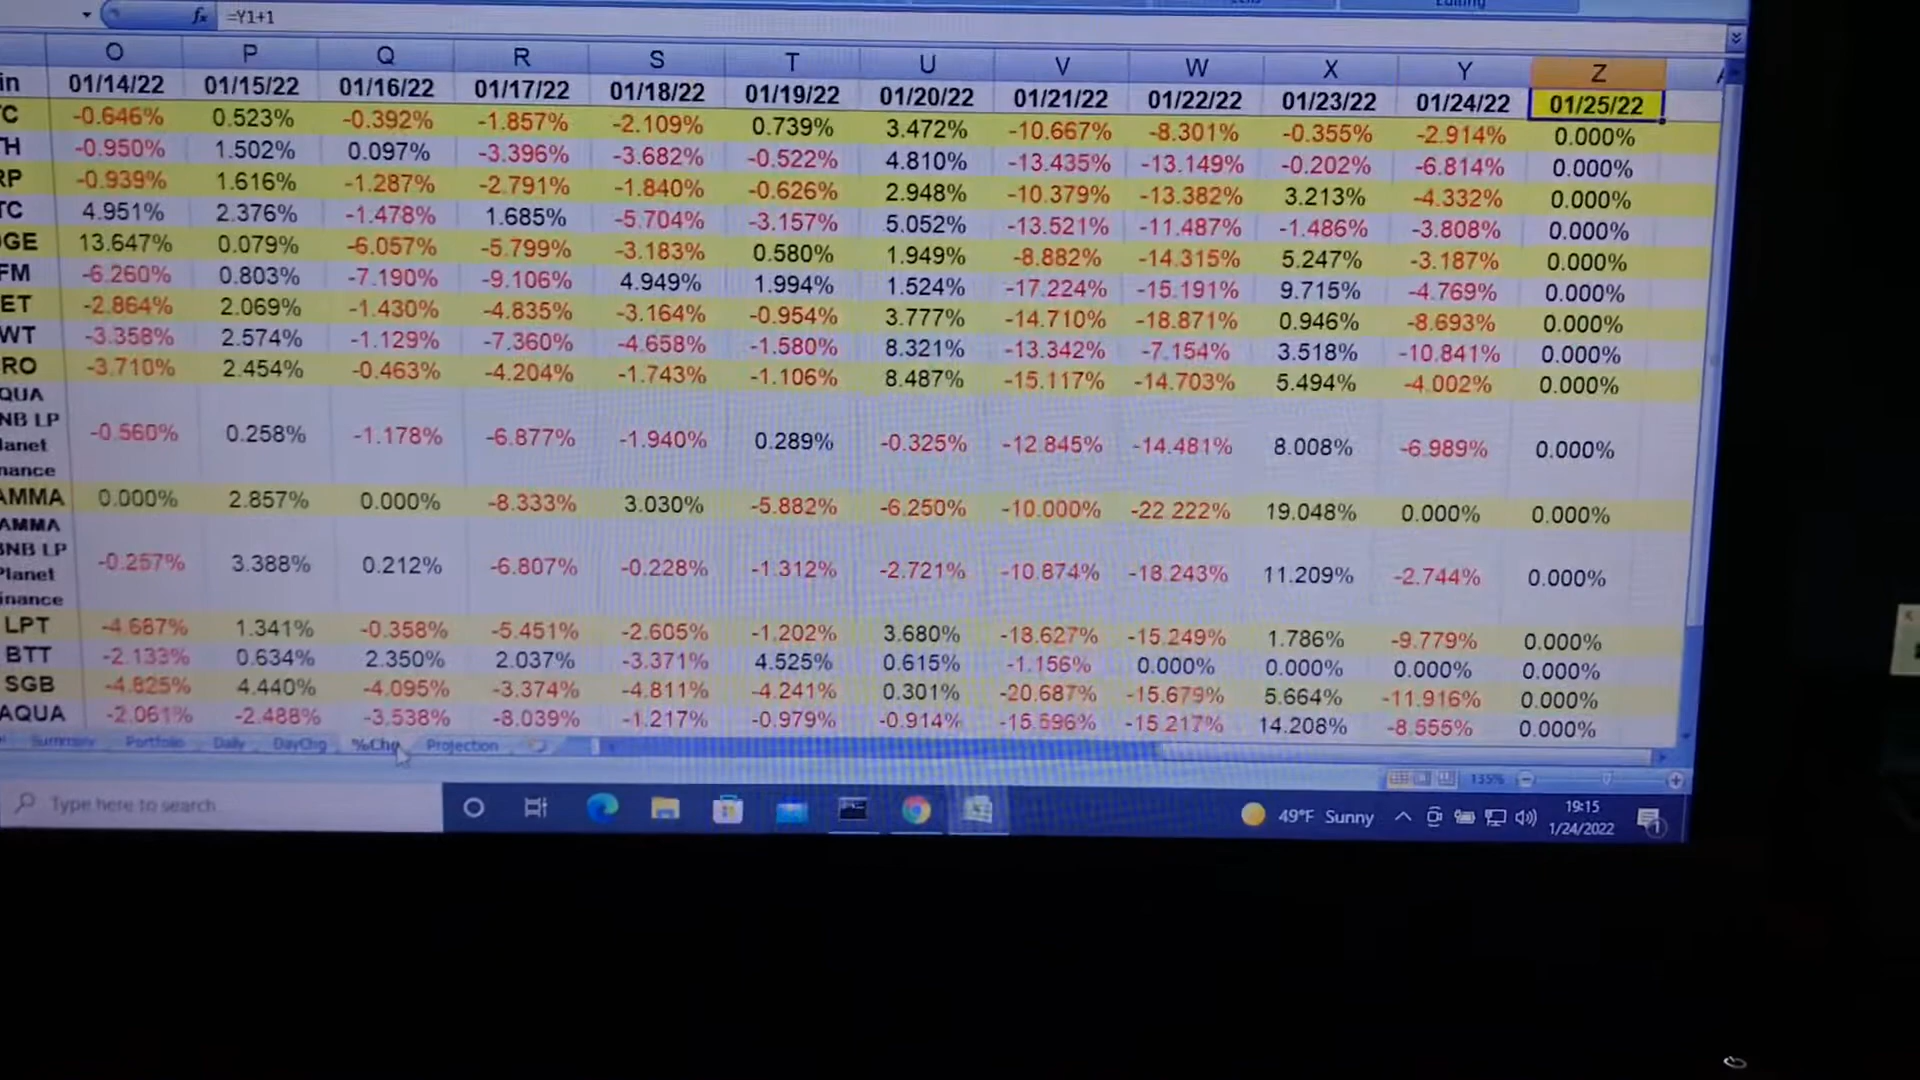 fx =Y1+1
O P Q R S T U V W X Y Z
in 01/14/22 01/15/22 01/16/22 01/17/22 01/18/22 01/19/22 01/20/22 01/21/22 01/22/22 01/23/22 01/24/22 01/25/22
TC -0.646% 0.523% -0.392% -1.857% -2.109% 0.739% 3.472% -10.667% -8.301% -0.355% -2.914% 0.000%
TH -0.950% 1.502% 0.097% -3.396% -3.682% -0.522% 4.810% -13.435% -13.149% -0.202% -6.814% 0.000%
RP -0.939% 1.616% -1.287% -2.791% -1.840% -0.626% 2.948% -10.379% -13.382% 3.213% -4.332% 0.000%
TC 4.951% 2.376% -1.478% 1.685% -5.704% -3.157% 5.052% -13.521% -11.487% -1.486% -3.808% 0.000%
GE 13.647% 0.079% -6.057% -5.799% -3.183% 0.580% 1.949% -8.882% -14.315% 5.247% -3.187% 0.000%
FM -6.260% 0.803% -7.190% -9.106% 4.949% 1.994% 1.524% -17.224% -15.191% 9.715% -4.769% 0.000%
ET -2.864% 2.069% -1.430% -4.835% -3.164% -0.954% 3.777% -14.710% -18.871% 0.946% -8.693% 0.000%
WT -3.358% 2.574% -1.129% -7.360% -4.658% -1.580% 8.321% -13.342% -7.154% 3.518% -10.841% 0.000%
RO -3.710% 2.454% -0.463% -4.204% -1.743% -1.106% 8.487% -15.117% -14.703% 5.494% -4.002% 0.000%
QUA
NB LP
lanet
nance
-0.560% 0.258% -1.178% -6.877% -1.940% 0.289% -0.325% -12.845% -14.481% 8.008% -6.989% 0.000%
AMMA 0.000% 2.857% 0.000% -8.333% 3.030% -5.882% -6.250% -10.000% -22.222% 19.048% 0.000% 0.000%
AMMA
BNB LP
Planet
inance
-0.257% 3.388% 0.212% -6.807% -0.228% -1.312% -2.721% -10.874% -18.243% 11.209% -2.744% 0.000%
LPT -4.687% 1.341% -0.358% -5.451% -2.605% -1.202% 3.680% -18.627% -15.249% 1.786% -9.779% 0.000%
BTT -2.133% 0.634% 2.350% 2.037% -3.371% 4.525% 0.615% -1.156% 0.000% 0.000% 0.000% 0.000%
SGB -4.825% 4.440% -4.095% -3.374% -4.811% -4.241% 0.301% -20.687% -15.679% 5.664% -11.916% 0.000%
AQUA -2.061% -2.488% -3.538% -8.039% -1.217% -0.979% -0.914% -15.596% -15.217% 14.208% -8.555% 0.000%
Summary Portfolio Daily DayChg %Chg Projection
135%
Type here to search
49°F Sunny
19:15
1/24/2022
1